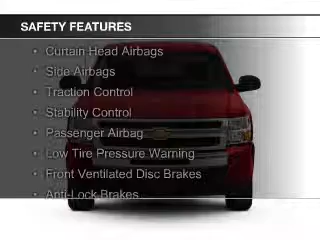 SAFETY FEATURES
• Curtain Head Airbags
• Side Airbags
• Traction Control
• Stability Control
• Passenger Airbag
• Low Tire Pressure Warning
• Front Ventilated Disc Brakes
• Anti-Lock Brakes